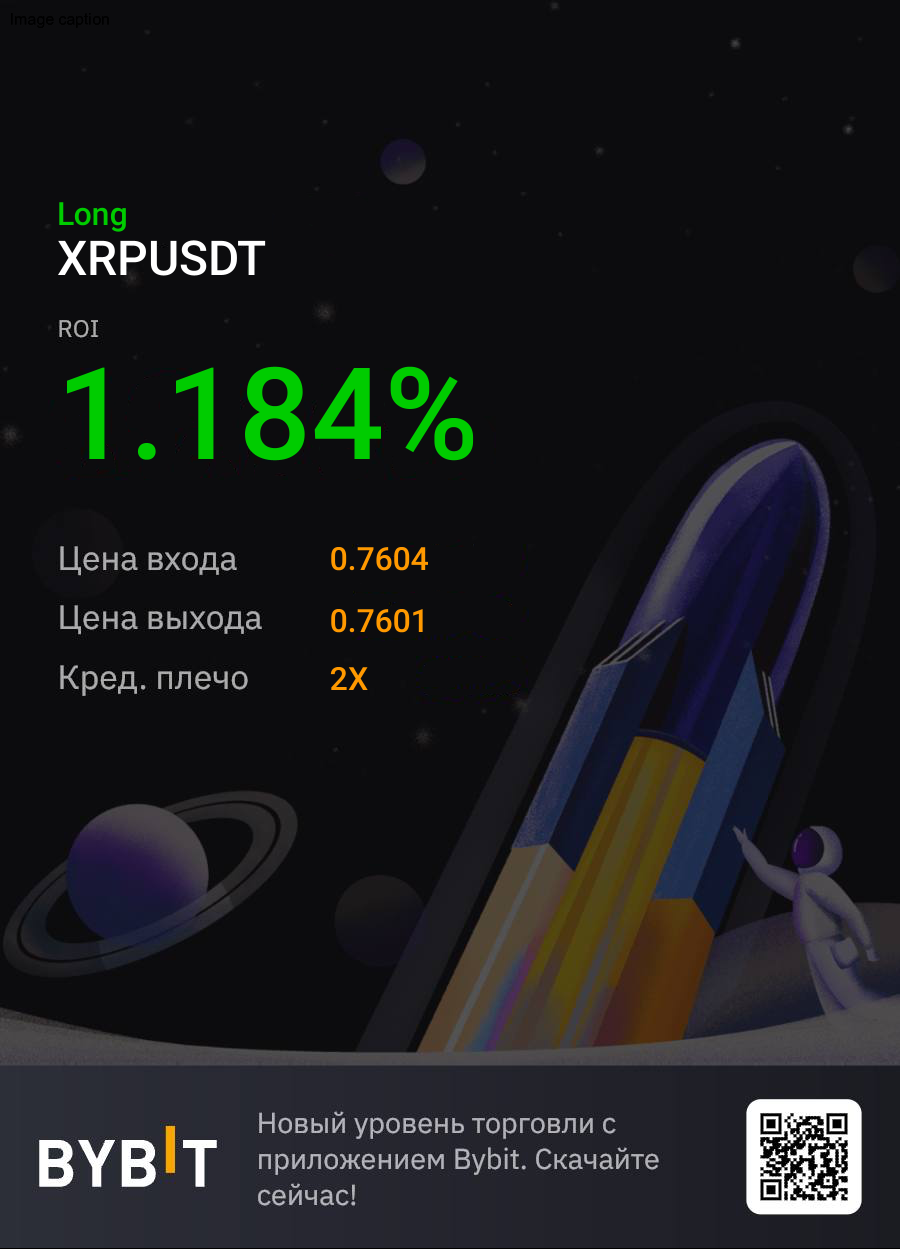 Image caption
Long
XRPUSDT
ROI
1.184%
Цена входа 0.7604
Цена выхода 0.7601
Кред. плечо 2X
BYBIT
Новый уровень торговли с
приложением Bybit. Скачайте
сейчас!